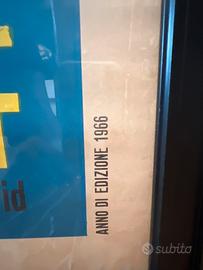 id
ANNO DI EDIZIONE 1966
subito